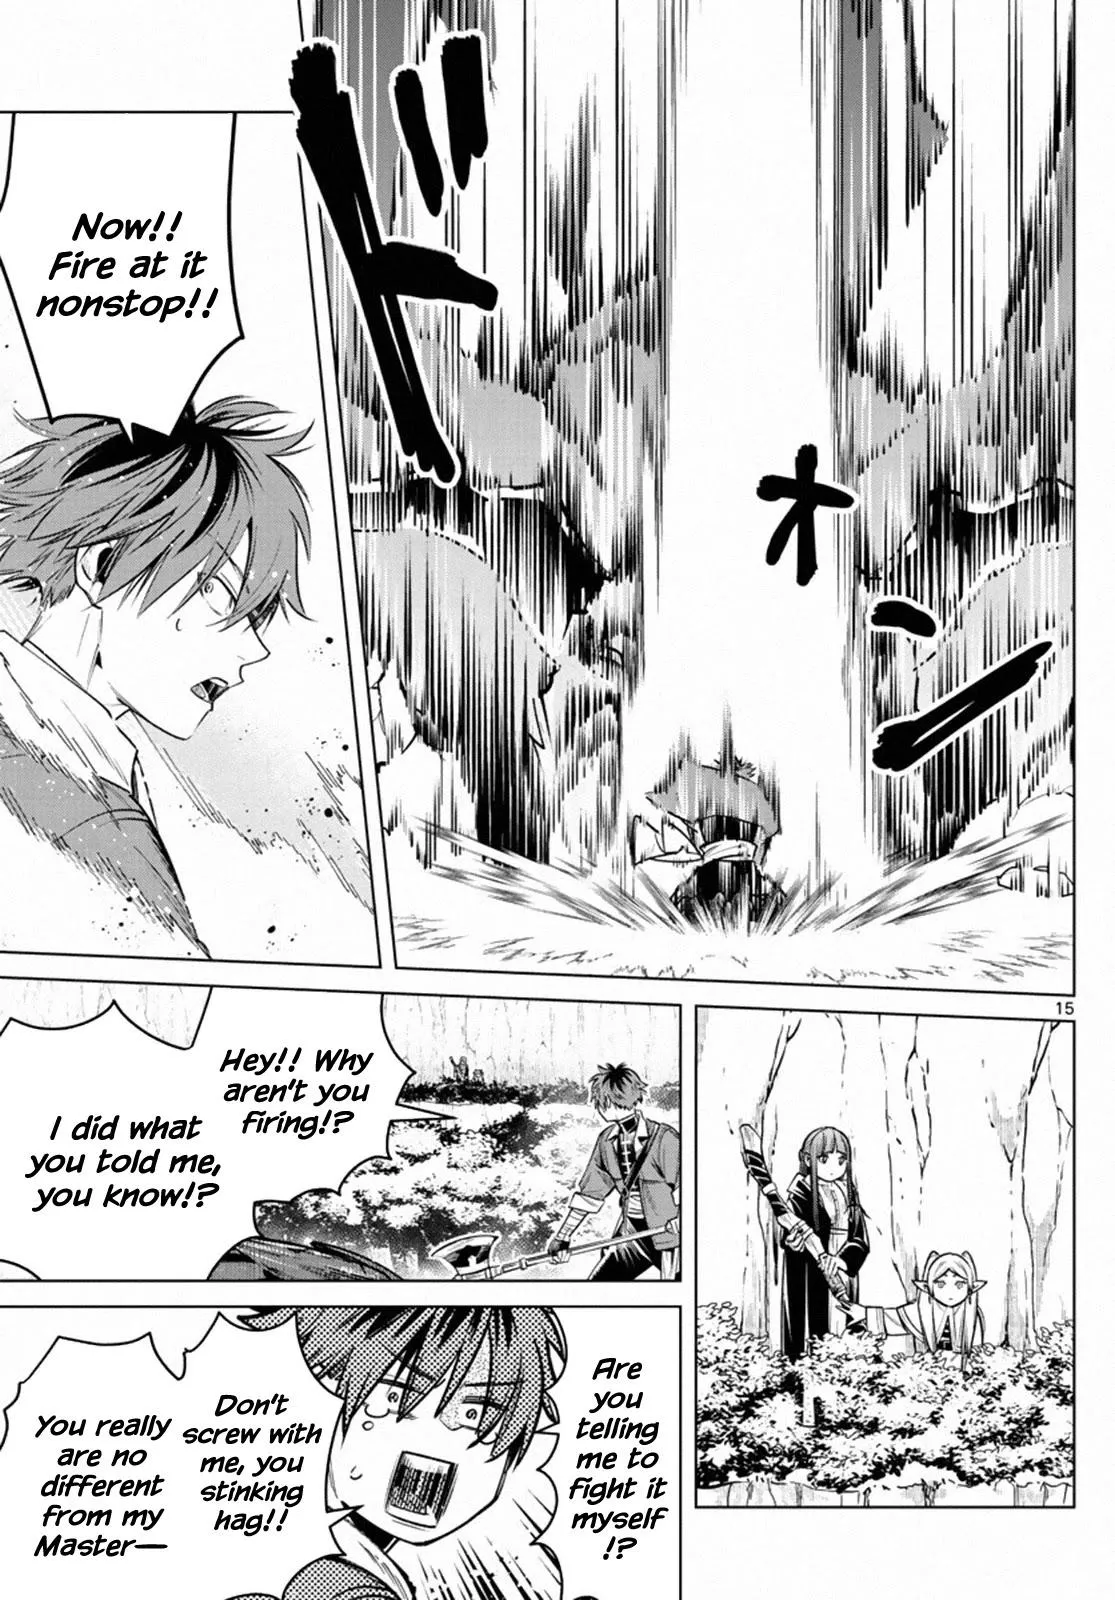 ドオン
Now!!
Fire at it
nonstop!!
15
Hey!! Why
aren't you
firing!?
I did what
you told me,
you know!?
Are
you
telling
me to
fight it
myself
!?
Don't
screw with
me, you
stinking
hag!!
You really
are no
different
from my
Master—